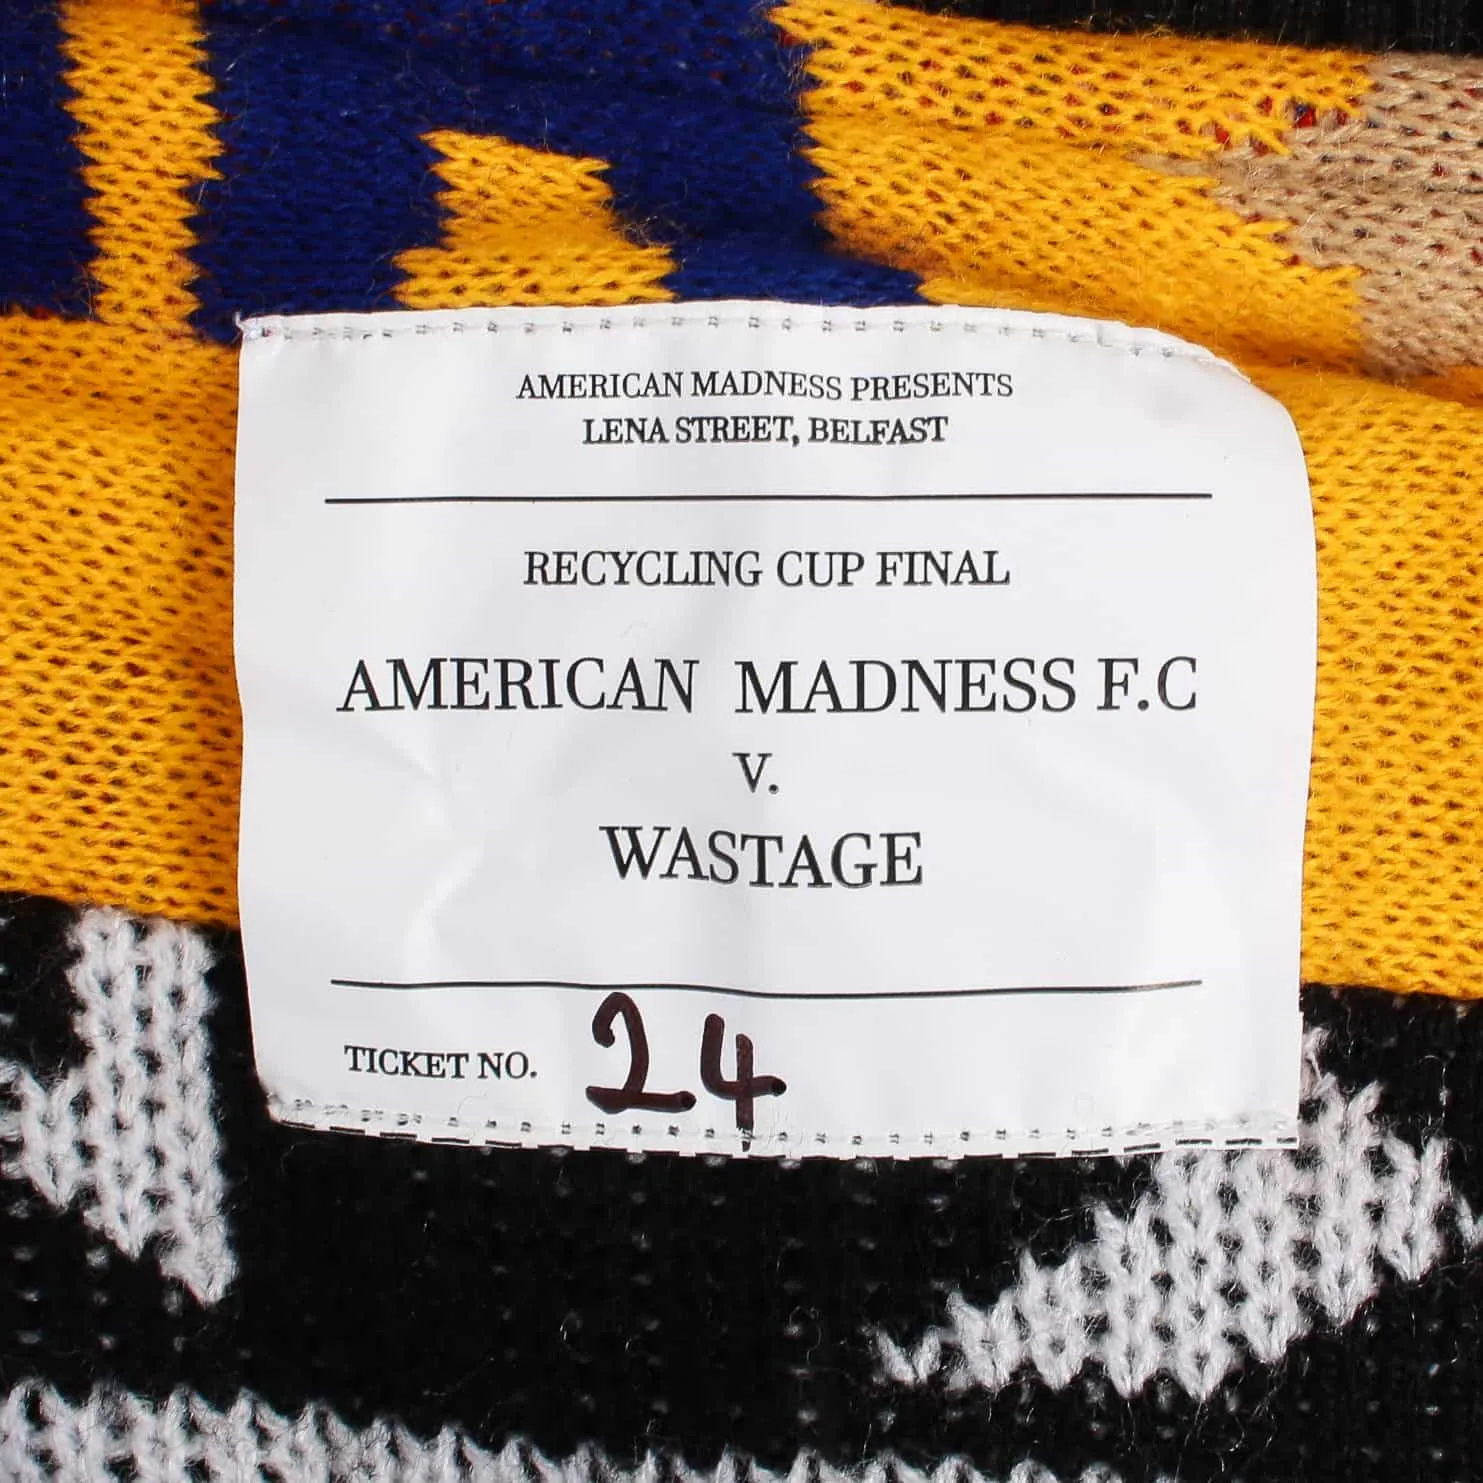 AMERICAN MADNESS PRESENTS
LENA STREET, BELFAST
RECYCLING CUP FINAL
AMERICAN MADNESS F.C
V.
WASTAGE
TICKET NO. 24